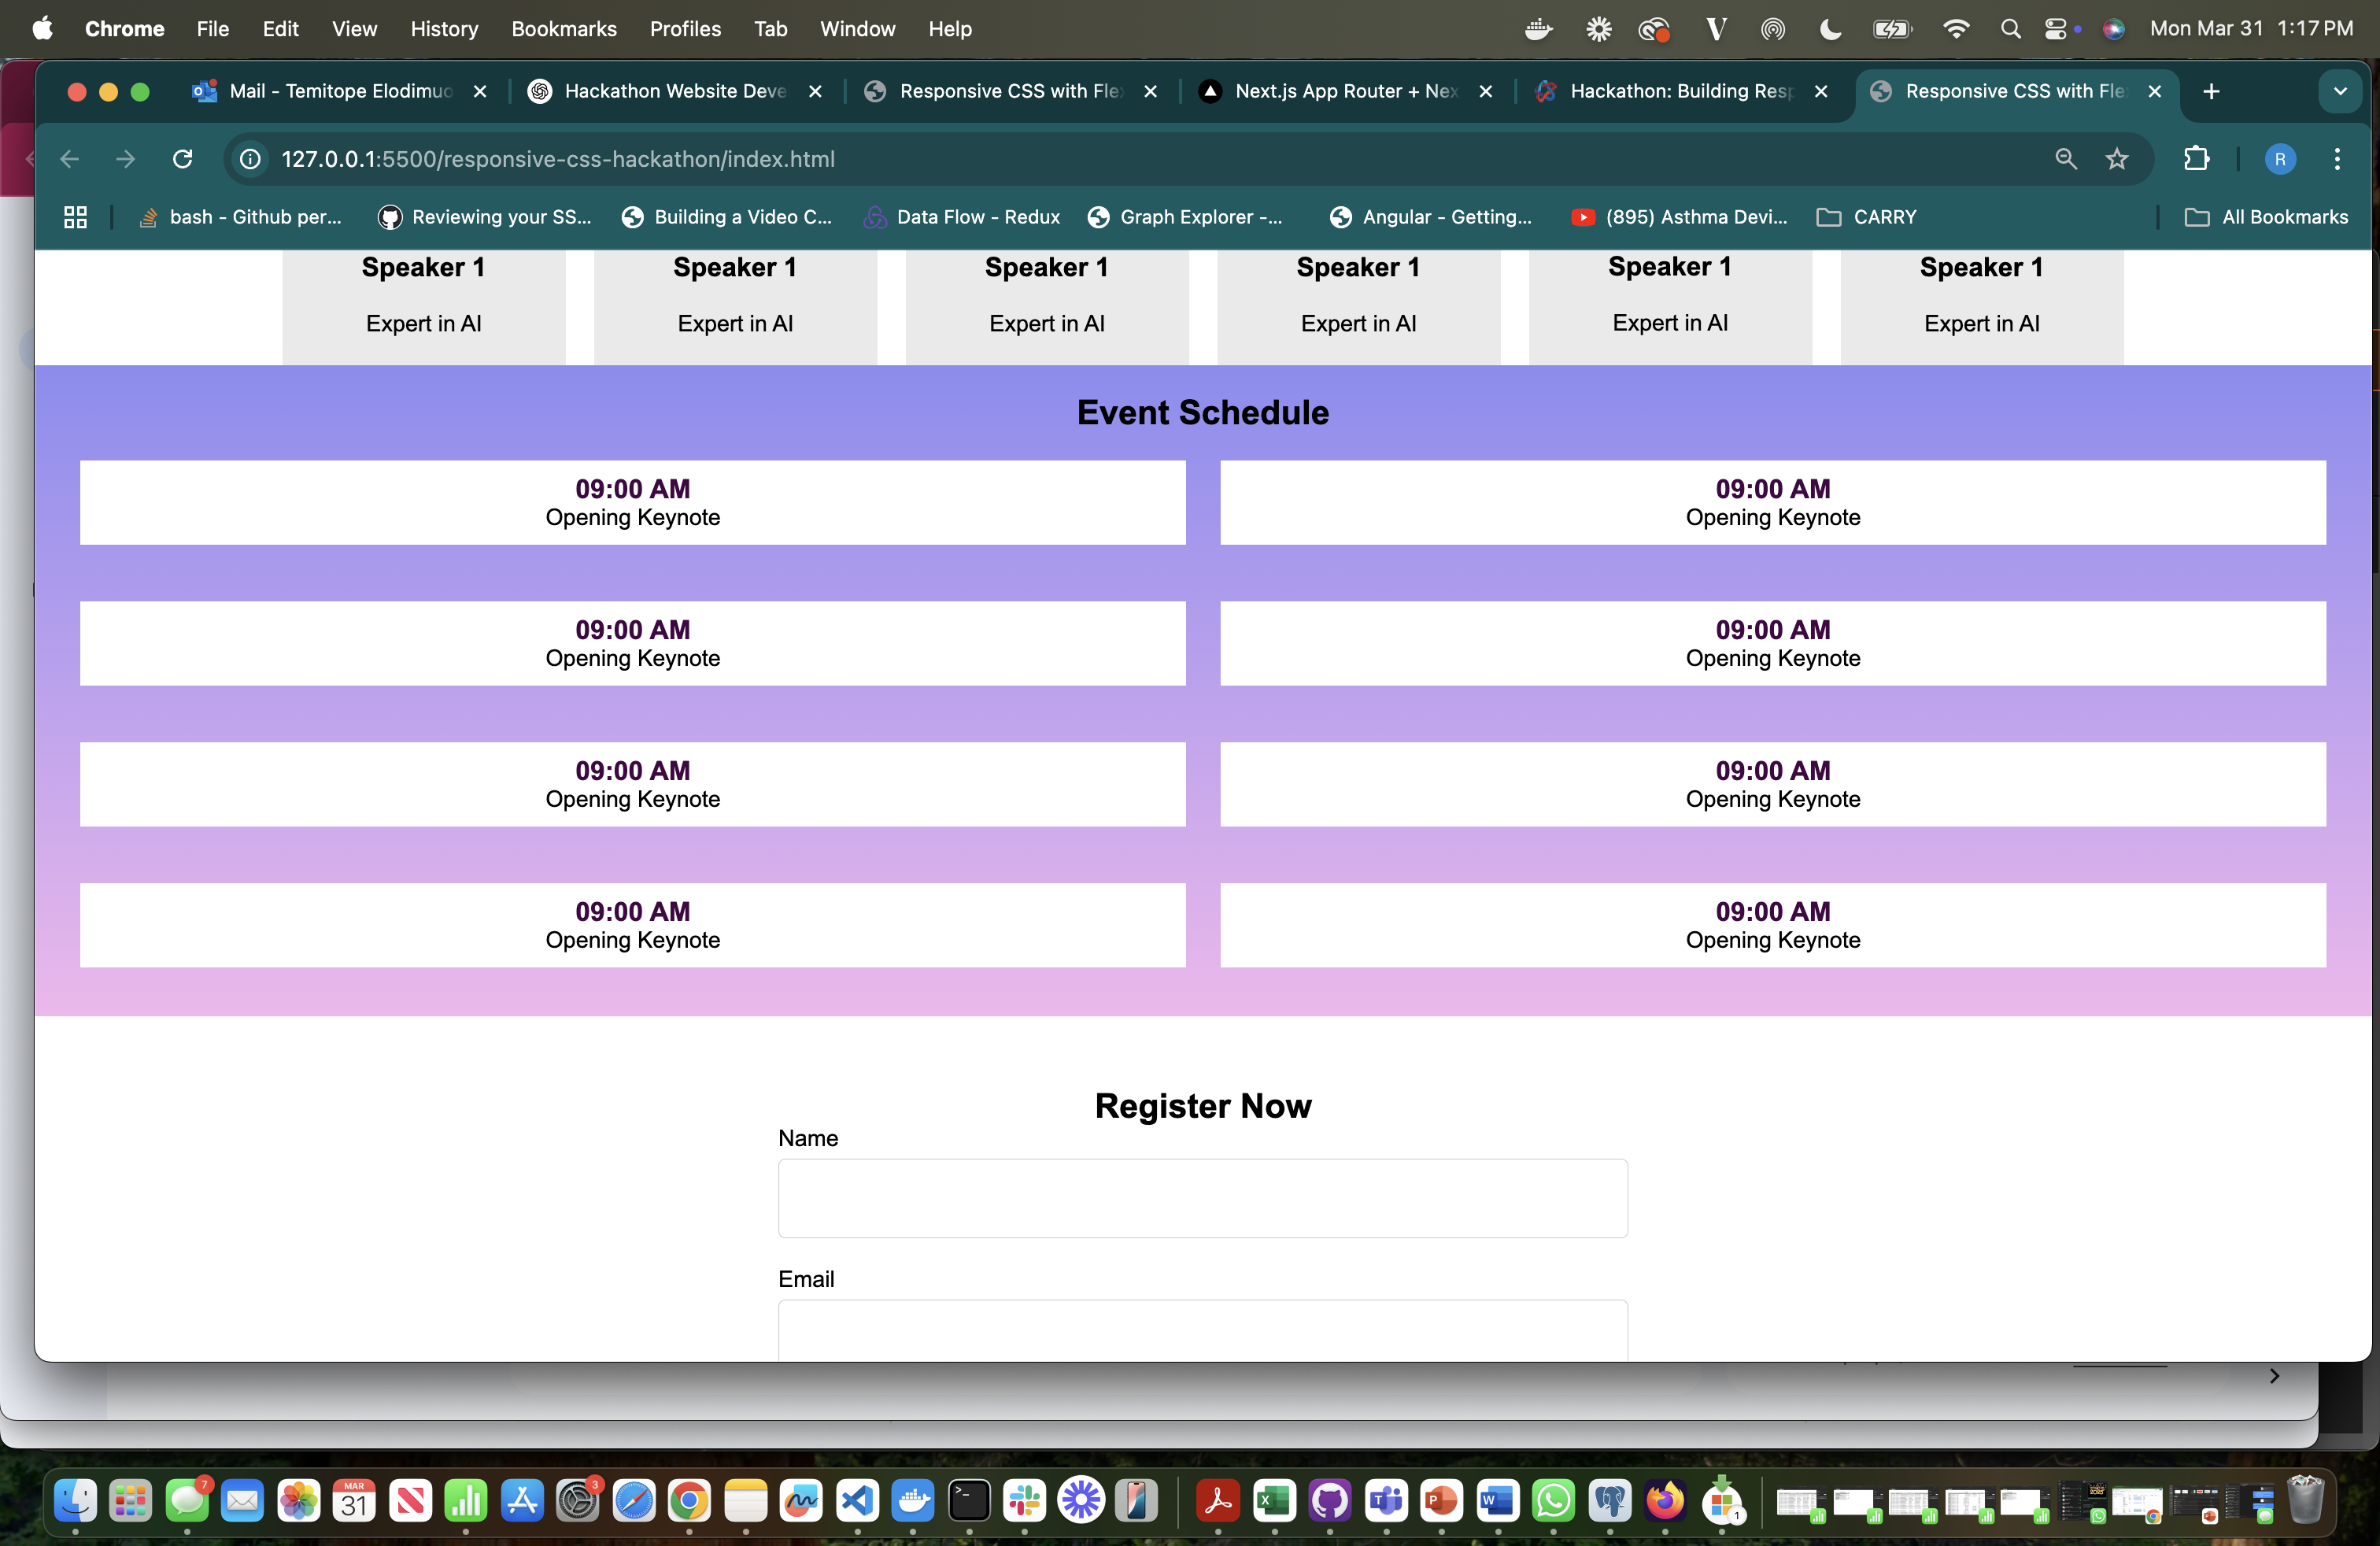 Chrome File Edit View History Bookmarks Profiles Tab Window Help Mon Mar 31 1:17 PM
Mail - Temitope Elodimuo Hackathon Website Deve Responsive CSS with Fle Next.js App Router + Nex Hackathon: Building Resp Responsive CSS with Fle
127.0.0.1:5500/responsive-css-hackathon/index.html R
bash - Github per... Reviewing your SS... Building a Video C... Data Flow - Redux Graph Explorer -... Angular - Getting... (895) Asthma Devi... CARRY All Bookmarks
Speaker 1 Speaker 1 Speaker 1 Speaker 1 Speaker 1 Speaker 1
Expert in AI Expert in AI Expert in AI Expert in AI Expert in AI Expert in AI
Event Schedule
09:00 AM 09:00 AM
Opening Keynote Opening Keynote
09:00 AM 09:00 AM
Opening Keynote Opening Keynote
09:00 AM 09:00 AM
Opening Keynote Opening Keynote
09:00 AM 09:00 AM
Opening Keynote Opening Keynote
Register Now
Name
Email
7 MAR 31 3 1